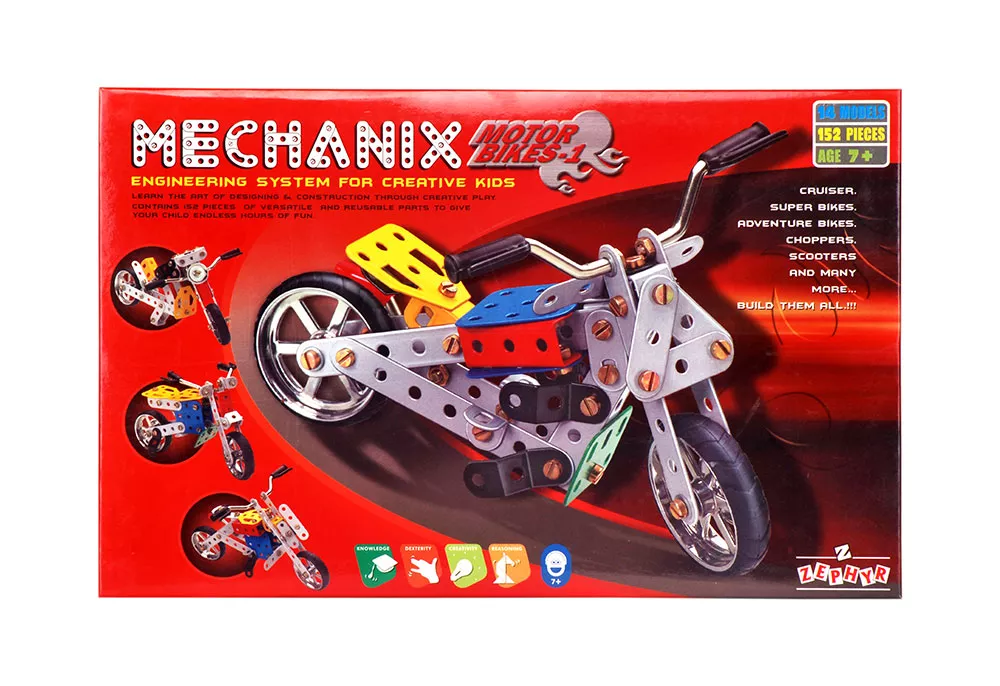 MECHANIX
MOTOR
BIKES-1
ENGINEERING SYSTEM FOR CREATIVE KIDS
LEARN THE ART OF DESIGNING & CONSTRUCTION THROUGH CREATIVE PLAY.
CONTAINS 152 PIECES OF VERSATILE AND REUSABLE PARTS TO GIVE
YOUR CHILD ENDLESS HOURS OF FUN.
14 MODELS
152 PIECES
AGE 7+
CRUISER,
SUPER BIKES,
ADVENTURE BIKES,
CHOPPERS,
SCOOTERS
AND MANY
MORE...
BUILD THEM ALL.!!!
KNOWLEDGE
DEXTERITY
CREATIVITY
REASONING
7+
Z
ZEPHYR